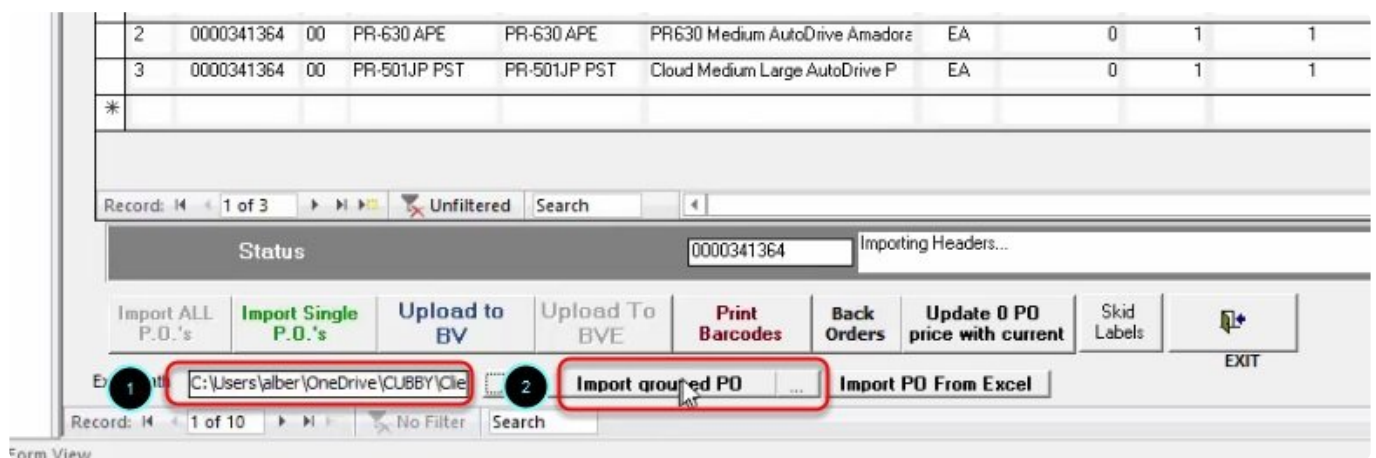 2 0000341364 00 PR-630 APE PR-630 APE PR630 Medium AutoDrive Amadora EA 0 1 1
3 0000341364 00 PR-501JP PST PR-501JP PST Cloud Medium Large AutoDrive P EA 0 1 1
*
Record: 1 of 3 Unfiltered Search
Status 0000341364 Importing Headers...
Import ALL P.O.'s
Import Single P.O.'s
Upload to BV
Upload To BVE
Print Barcodes
Back Orders
Update 0 PO price with current
Skid Labels
EXIT
1 C:\Users\alber\OneDrive\CUBBY\Clie 2 Import grouped PO ... Import PO From Excel
Record: 1 of 10 No Filter Search
Form View